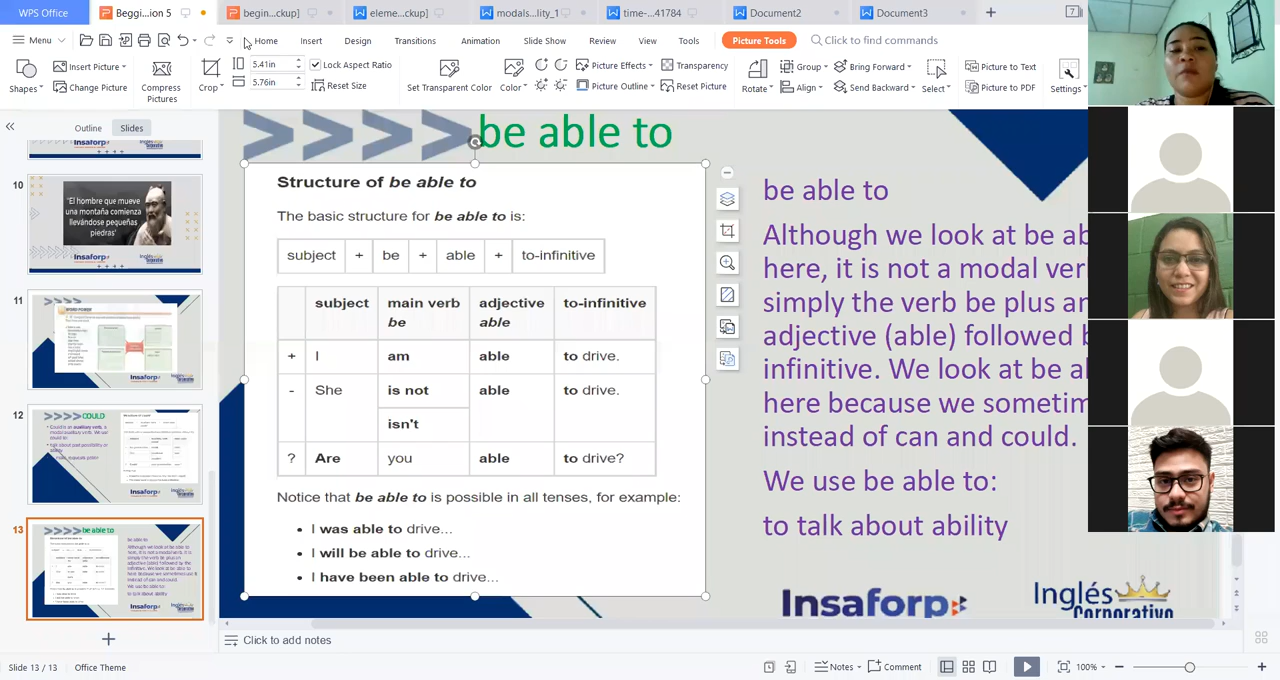 WPS Office
Beggi...ion 5
begin...ckup]
eleme...ckup]
modals...lity_1
time-...41784
Document2
Document3
+
7
Menu
Home
Insert
Design
Transitions
Animation
Slide Show
Review
View
Tools
Picture Tools
Click to find commands
Shapes
Insert Picture
Change Picture
Compress Pictures
Crop
5.41in
5.76in
Lock Aspect Ratio
Reset Size
Set Transparent Color
Color
Picture Effects
Picture Outline
Transparency
Reset Picture
Rotate
Group
Align
Bring Forward
Send Backward
Select
Picture to Text
Picture to PDF
Settings
Outline
Slides
10
"El hombre que mueve
una montaña comienza
llevándose pequeñas
piedras"
Insaforp
11
12
COULD
13
be able to
be able to
Structure of be able to
The basic structure for be able to is:
subject + be + able + to-infinitive
subject main verb be adjective able to-infinitive
+ I am able to drive.
- She is not able to drive.
isn't
? Are you able to drive?
Notice that be able to is possible in all tenses, for example:
• I was able to drive...
• I will be able to drive...
• I have been able to drive...
be able to
Although we look at be ab
here, it is not a modal ver
simply the verb be plus an
adjective (able) followed b
infinitive. We look at be al
here because we sometim
instead of can and could.
We use be able to:
to talk about ability
Insaforp
Inglés
Corporativo
Click to add notes
Slide 13 / 13
Office Theme
Notes
Comment
100%